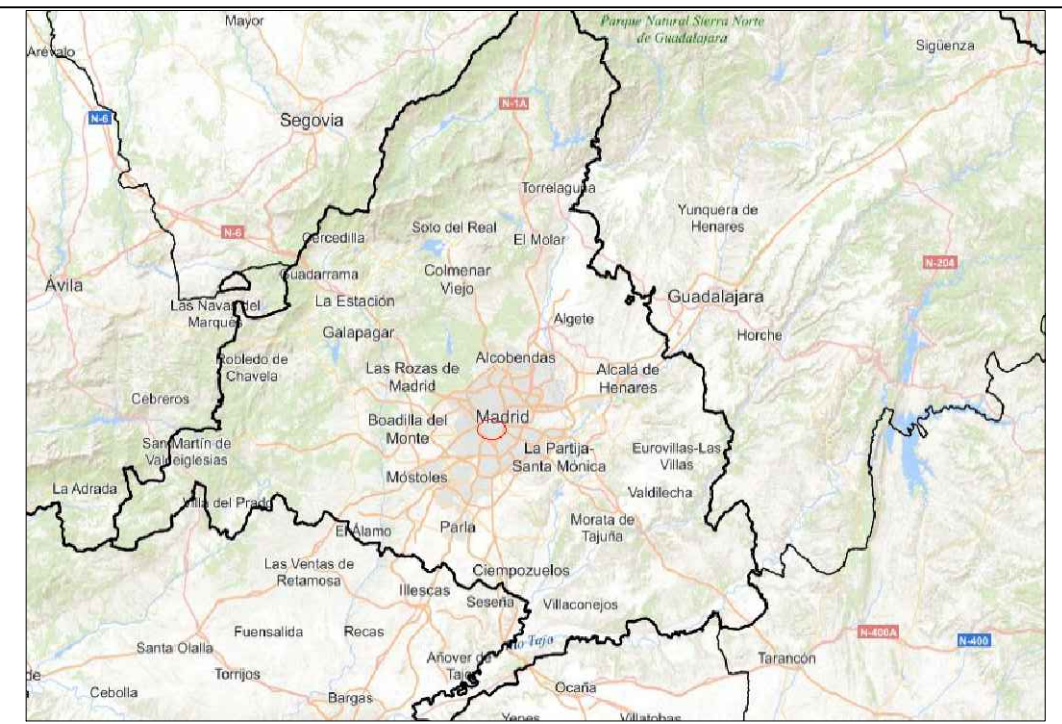 Mayor
Parque Natural Sierra Norte
de Guadalajara
Arévalo
Sigüenza
N-6
N-1A
Segovia
Torrelaguna
Yunquera de
Henares
N-6
Cercedilla
Soto del Real
El Molar
N-204
Ávila
Guadarrama
Colmenar
Viejo
Las Navas del
Marqués
La Estación
Guadalajara
Galapagar
Algete
Horche
Robledo de
Chavela
Las Rozas de
Madrid
Alcobendas
Alcalá de
Henares
Cebreros
Boadilla del
Monte
Madrid
San Martín de
Valdeiglesias
La Partija-
Santa Mónica
Eurovillas-Las
Villas
La Adrada
Móstoles
Valdilecha
Villa del Prado
El Álamo
Parla
Morata de
Tajuña
Las Ventas de
Retamosa
Ciempozuelos
Illescas
Seseña
Villaconejos
Fuensalida
Recas
N-400A
N-400
Santa Olalla
Añover de
Tajo
Tarancón
Torrijos
Cebolla
Bargas
Ocaña
Yepes
Villatobas